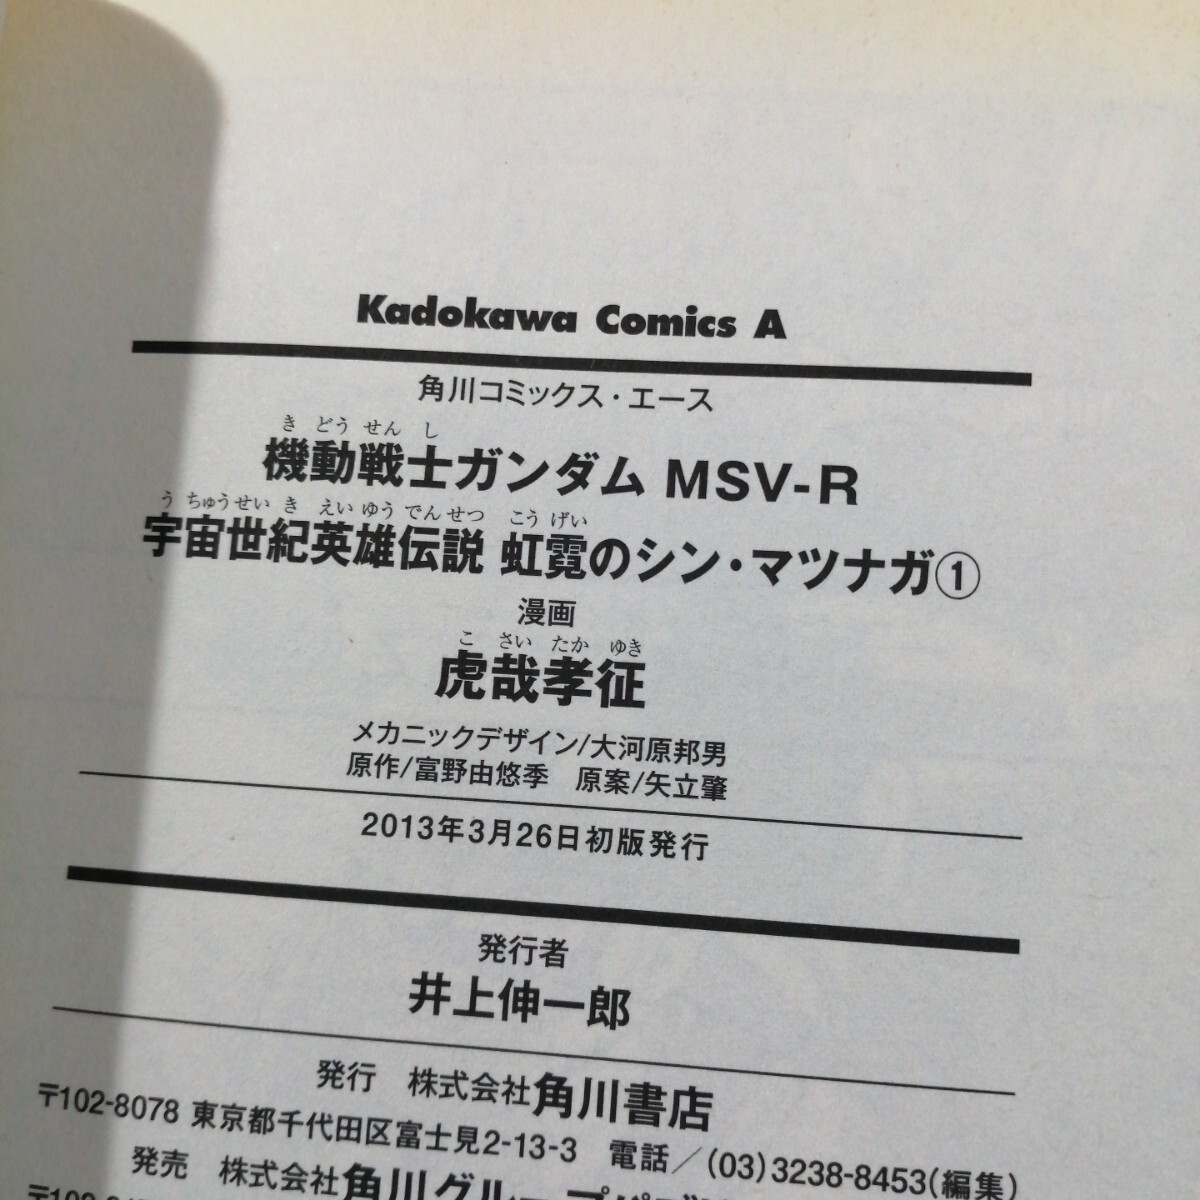 Kadokawa Comics A
角川コミックス・エース
き どう せん し
機動戦士ガンダム MSV-R
う ちゅう せい き えい ゆう でん せつ こう げい
宇宙世紀英雄伝説 虹霓のシン・マツナガ①
漫画
こ さい たか ゆき
虎哉孝征
メカニックデザイン/大河原邦男
原作/富野由悠季 原案/矢立肇
2013年3月26日初版発行
発行者
井上伸一郎
発行 株式会社角川書店
〒102-8078 東京都千代田区富士見2-13-3 電話/(03)3238-8453(編集)
発売 株式会社角川グループパブ